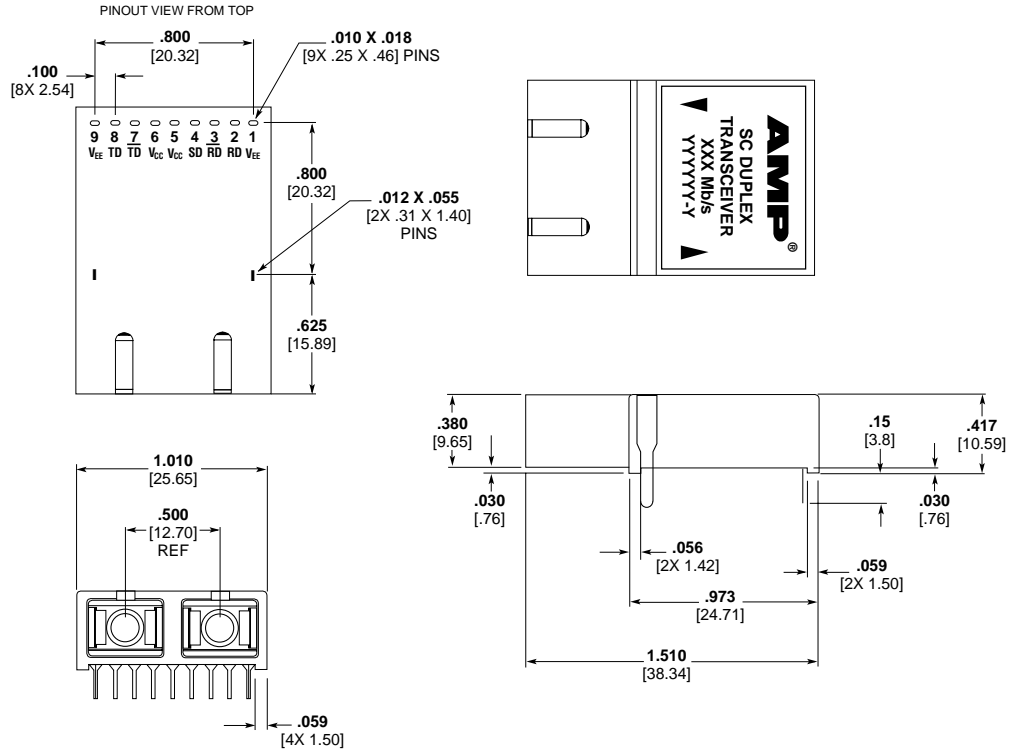 PINOUT VIEW FROM TOP
.800
[20.32]
.010 X .018
[9X .25 X .46] PINS
.100
[8X 2.54]
9 8 7 6 5 4 3 2 1
VEE TD TD VCC VCC SD RD RD VEE
.800
[20.32]
.012 X .055
[2X .31 X 1.40]
PINS
.625
[15.89]
AMP®
SC DUPLEX
TRANSCEIVER
XXX Mb/s
YYYYYY-Y
1.010
[25.65]
.500
[12.70]
REF
.059
[4X 1.50]
.380
[9.65]
.030
[.76]
.15
[3.8]
.417
[10.59]
.030
[.76]
.056
[2X 1.42]
.059
[2X 1.50]
.973
[24.71]
1.510
[38.34]